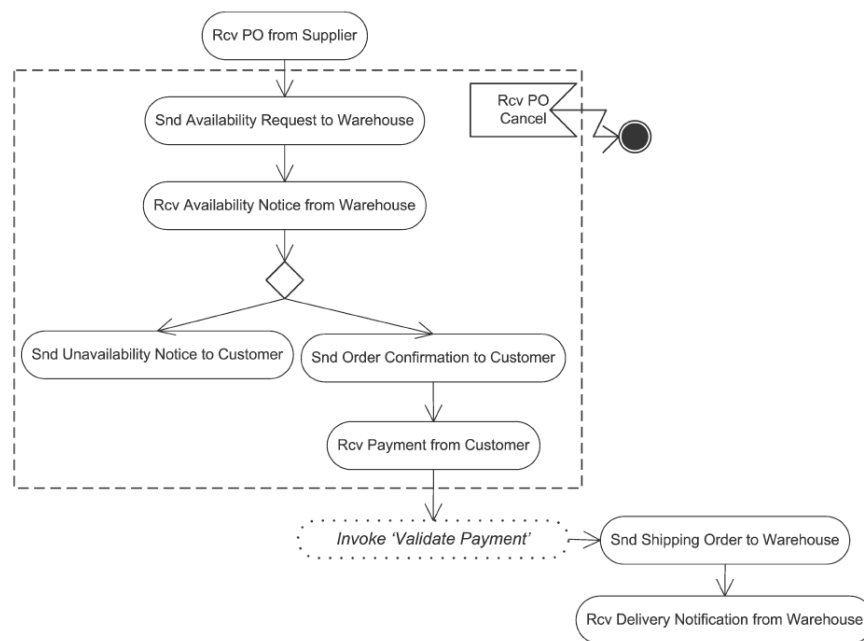 Rcv PO from Supplier
Snd Availability Request to Warehouse
Rcv PO
Cancel
Rcv Availability Notice from Warehouse
Snd Unavailability Notice to Customer
Snd Order Confirmation to Customer
Rcv Payment from Customer
Invoke ‘Validate Payment’
Snd Shipping Order to Warehouse
Rcv Delivery Notification from Warehouse